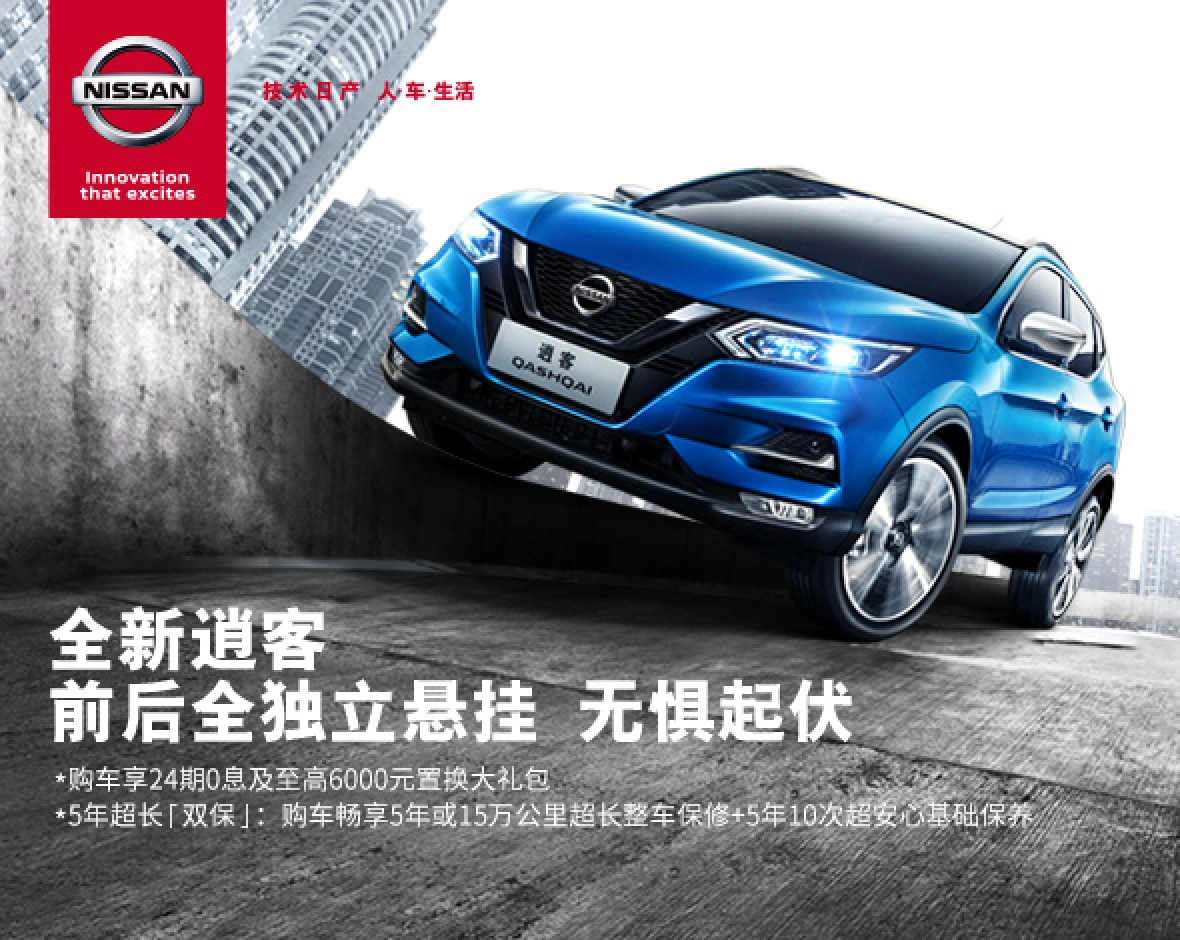 NISSAN
Innovation
that excites
技术日产 人·车·生活
NISSAN
逍客
QASHQAI
全新逍客
前后全独立悬挂 无惧起伏
*购车享24期0息及至高6000元置换大礼包
*5年超长「双保」：购车畅享5年或15万公里超长整车保修+5年10次超安心基础保养